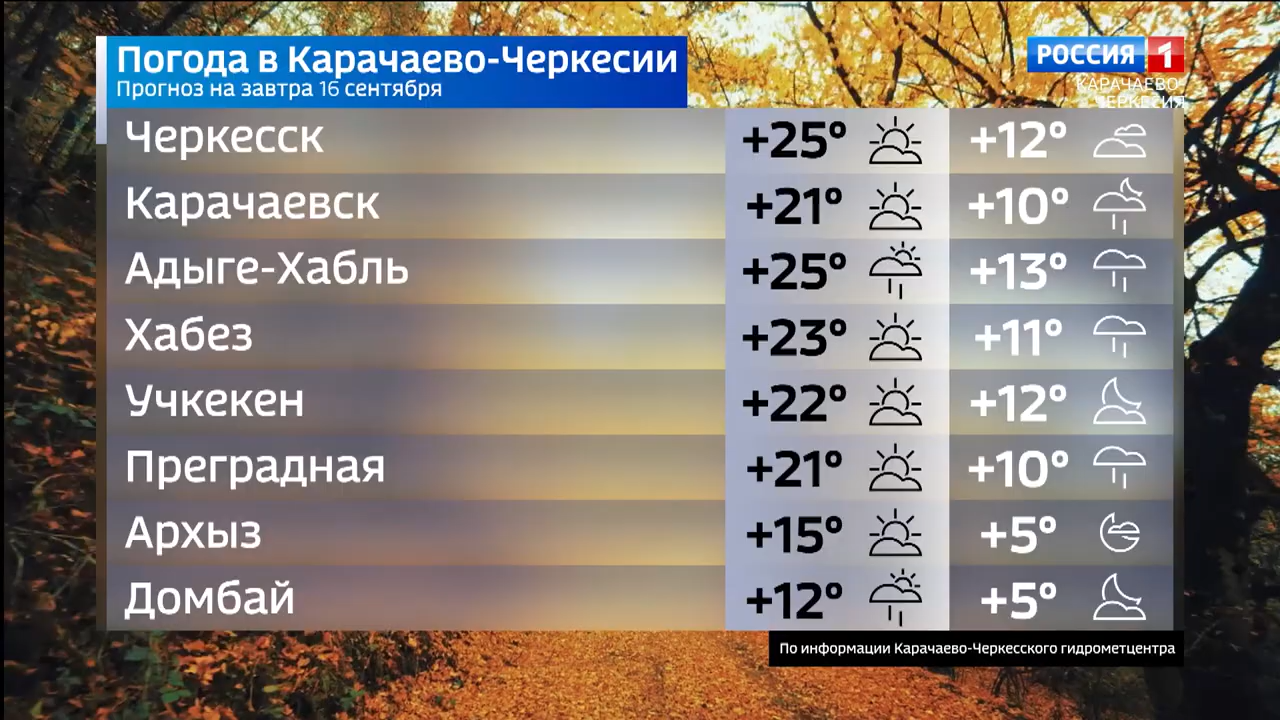 Погода в Карачаево-Черкесии
Прогноз на завтра 16 сентября
РОССИЯ 1
КАРАЧАЕВО-
ЧЕРКЕСИЯ
Черкесск +25° +12°
Карачаевск +21° +10°
Адыге-Хабль +25° +13°
Хабез +23° +11°
Учкекен +22° +12°
Преградная +21° +10°
Архыз +15° +5°
Домбай +12° +5°
По информации Карачаево-Черкесского гидрометцентра